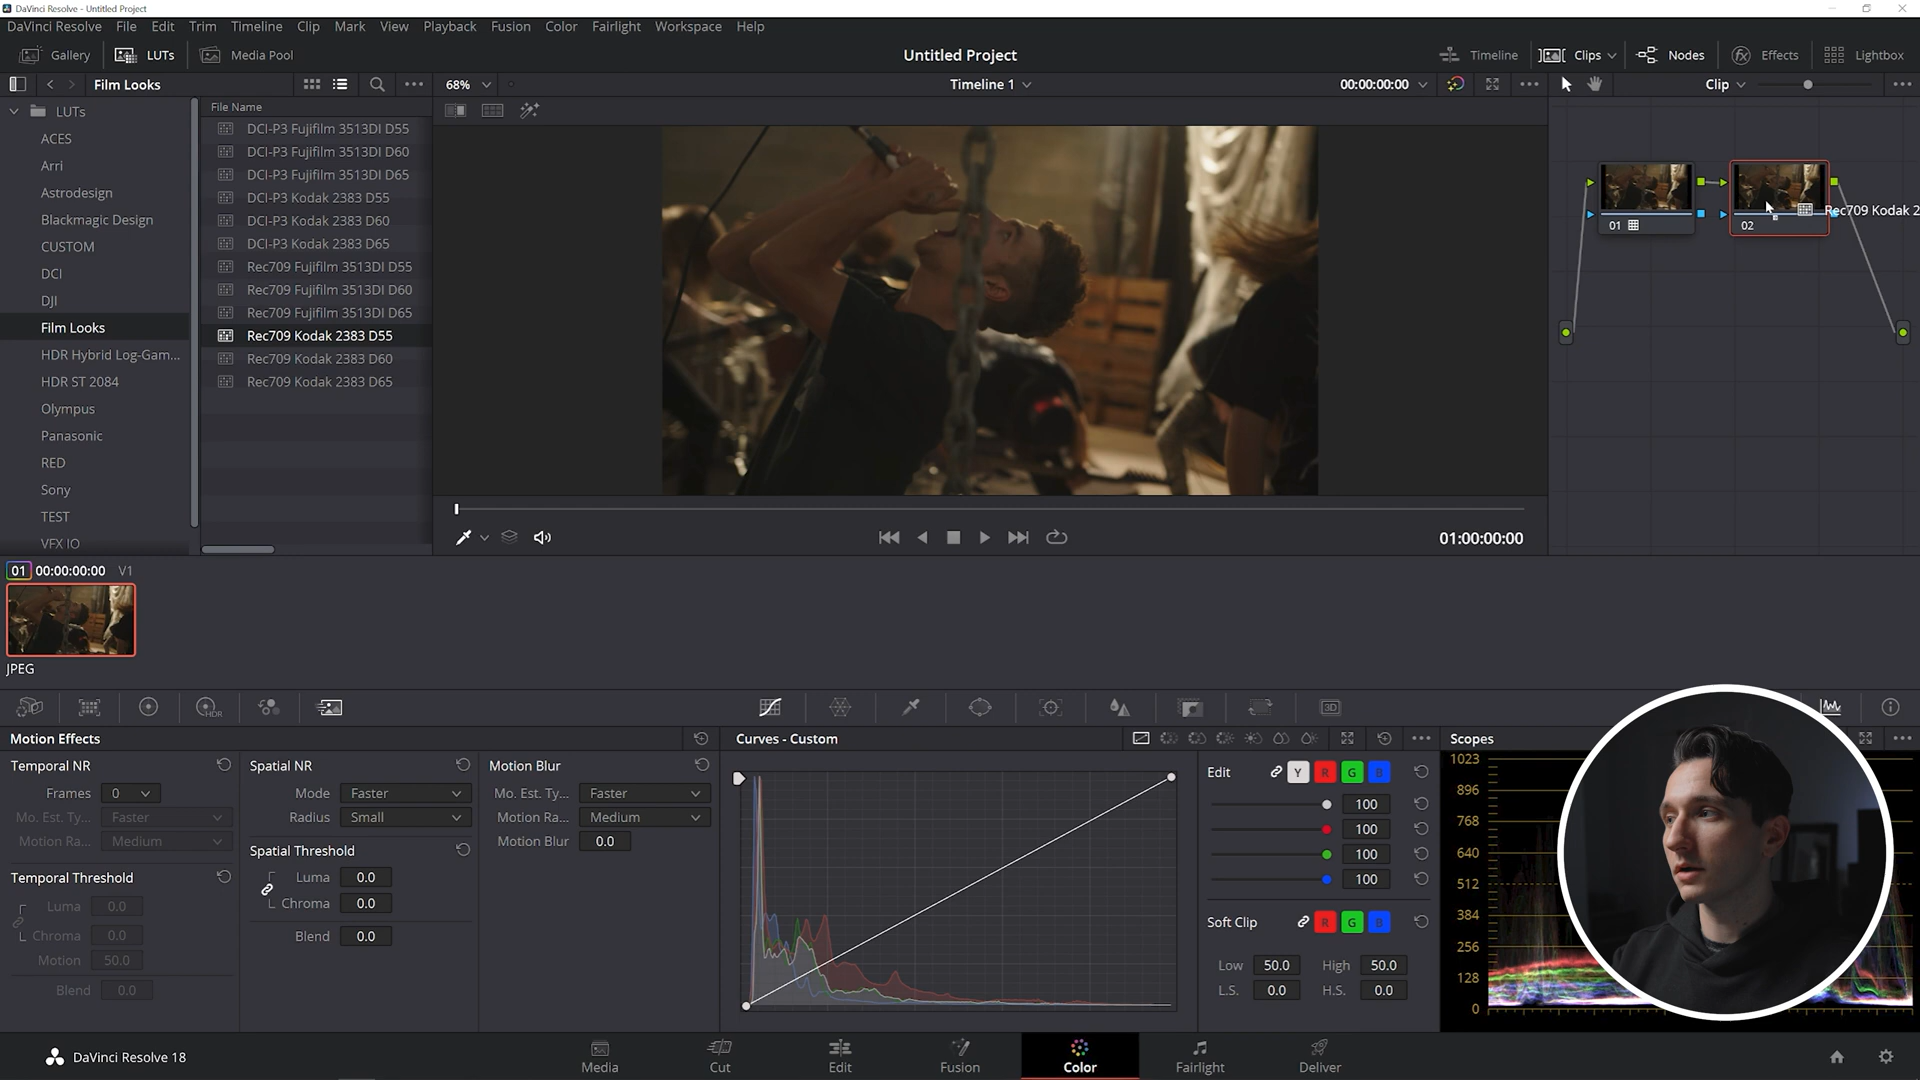 DaVinci Resolve - Untitled Project
DaVinci Resolve File Edit Trim Timeline Clip Mark View Playback Fusion Color Fairlight Workspace Help
Gallery LUTs Media Pool Untitled Project Timeline Clips Nodes Effects Lightbox
Film Looks 68% Timeline 1 00:00:00:00 Clip
LUTs
ACES
Arri
Astrodesign
Blackmagic Design
CUSTOM
DCI
DJI
Film Looks
HDR Hybrid Log-Gam...
HDR ST 2084
Olympus
Panasonic
RED
Sony
TEST
VFX IO
File Name
DCI-P3 Fujifilm 3513DI D55
DCI-P3 Fujifilm 3513DI D60
DCI-P3 Fujifilm 3513DI D65
DCI-P3 Kodak 2383 D55
DCI-P3 Kodak 2383 D60
DCI-P3 Kodak 2383 D65
Rec709 Fujifilm 3513DI D55
Rec709 Fujifilm 3513DI D60
Rec709 Fujifilm 3513DI D65
Rec709 Kodak 2383 D55
Rec709 Kodak 2383 D60
Rec709 Kodak 2383 D65
01
02
Rec709 Kodak 2
01:00:00:00
01 00:00:00:00 V1
JPEG
HDR
3D
Motion Effects
Temporal NR
Frames 0
Mo. Est. Ty... Faster
Motion Ra... Medium
Temporal Threshold
Luma 0.0
Chroma 0.0
Motion 50.0
Blend 0.0
Spatial NR
Mode Faster
Radius Small
Spatial Threshold
Luma 0.0
Chroma 0.0
Blend 0.0
Motion Blur
Mo. Est. Ty... Faster
Motion Ra... Medium
Motion Blur 0.0
Curves - Custom
Edit Y R G B
100
100
100
100
Soft Clip R G B
Low 50.0 High 50.0
L.S. 0.0 H.S. 0.0
Scopes
1023
896
768
640
512
384
256
128
0
DaVinci Resolve 18
Media Cut Edit Fusion Color Fairlight Deliver